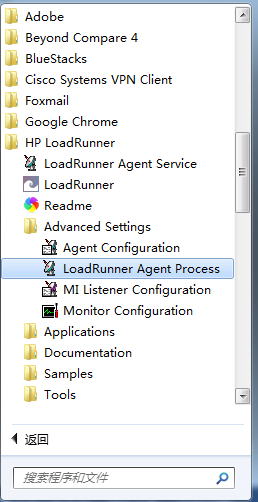 Adobe
Beyond Compare 4
BlueStacks
Cisco Systems VPN Client
Foxmail
Google Chrome
HP LoadRunner
LoadRunner Agent Service
LoadRunner
Readme
Advanced Settings
Agent Configuration
LoadRunner Agent Process
MI Listener Configuration
Monitor Configuration
Applications
Documentation
Samples
Tools
返回
搜索程序和文件